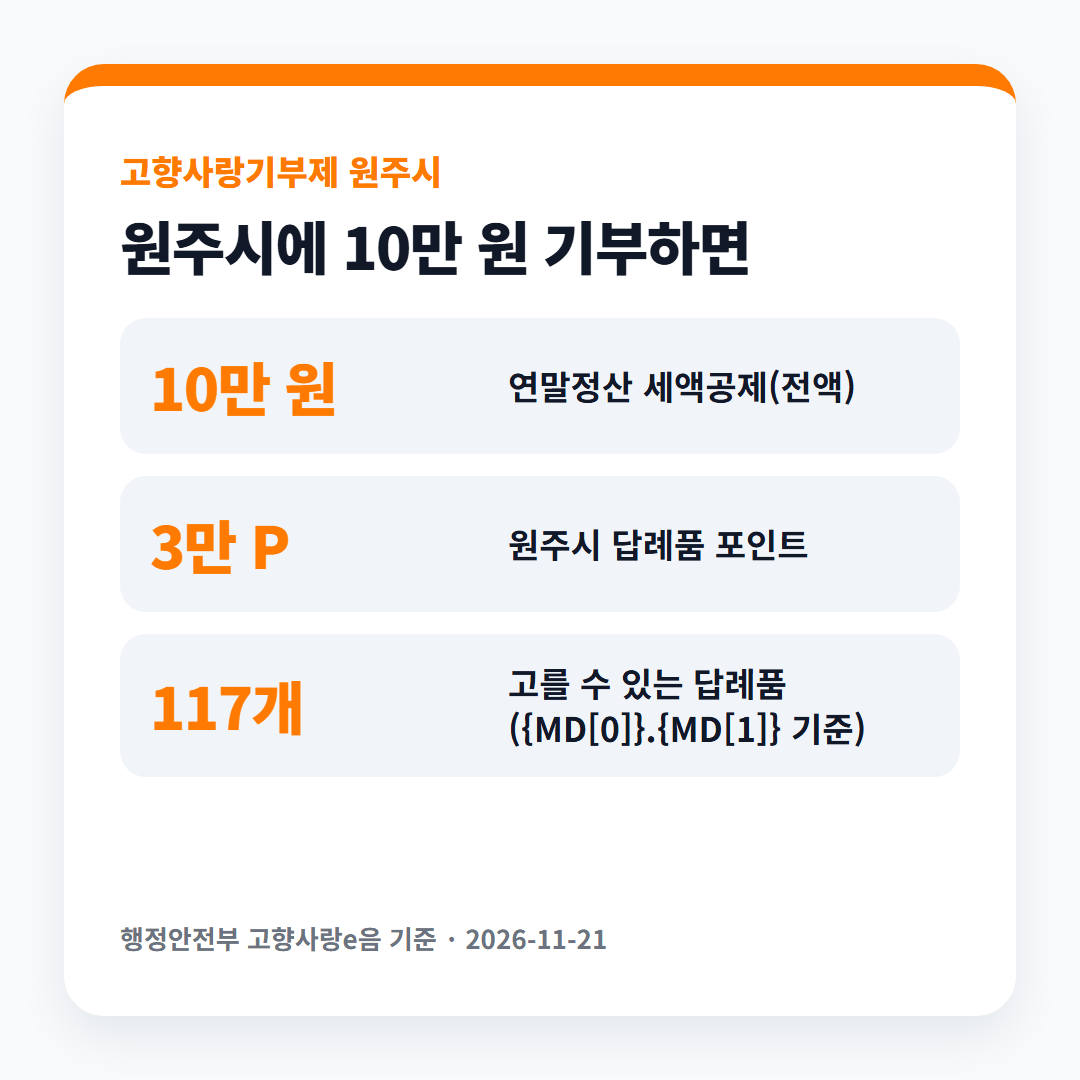 고향사랑기부제 원주시
원주시에 10만 원 기부하면
10만 원
연말정산 세액공제(전액)
3만 P
원주시 답례품 포인트
117개
고를 수 있는 답례품
({MD[0]}.{MD[1]} 기준)
행정안전부 고향사랑e음 기준 · 2026-11-21